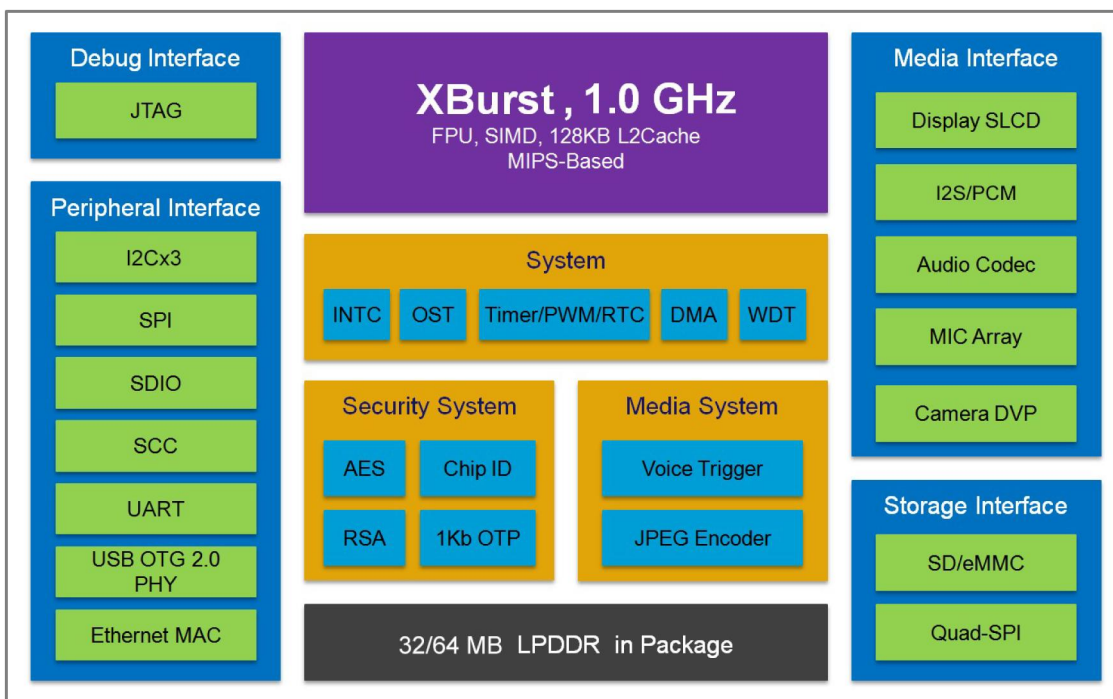 Debug Interface
JTAG
Peripheral Interface
I2Cx3
SPI
SDIO
SCC
UART
USB OTG 2.0
PHY
Ethernet MAC
XBurst , 1.0 GHz
FPU, SIMD, 128KB L2Cache
MIPS-Based
System
INTC
OST
Timer/PWM/RTC
DMA
WDT
Security System
AES
Chip ID
RSA
1Kb OTP
Media System
Voice Trigger
JPEG Encoder
32/64 MB LPDDR in Package
Media Interface
Display SLCD
I2S/PCM
Audio Codec
MIC Array
Camera DVP
Storage Interface
SD/eMMC
Quad-SPI